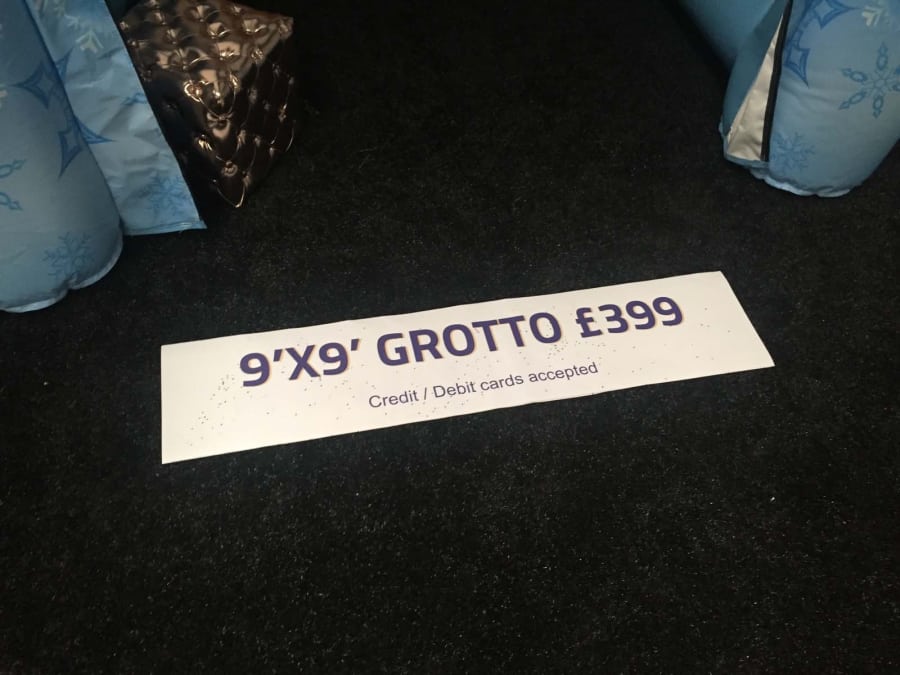 9’X9’ GROTTO £399
Credit / Debit cards accepted